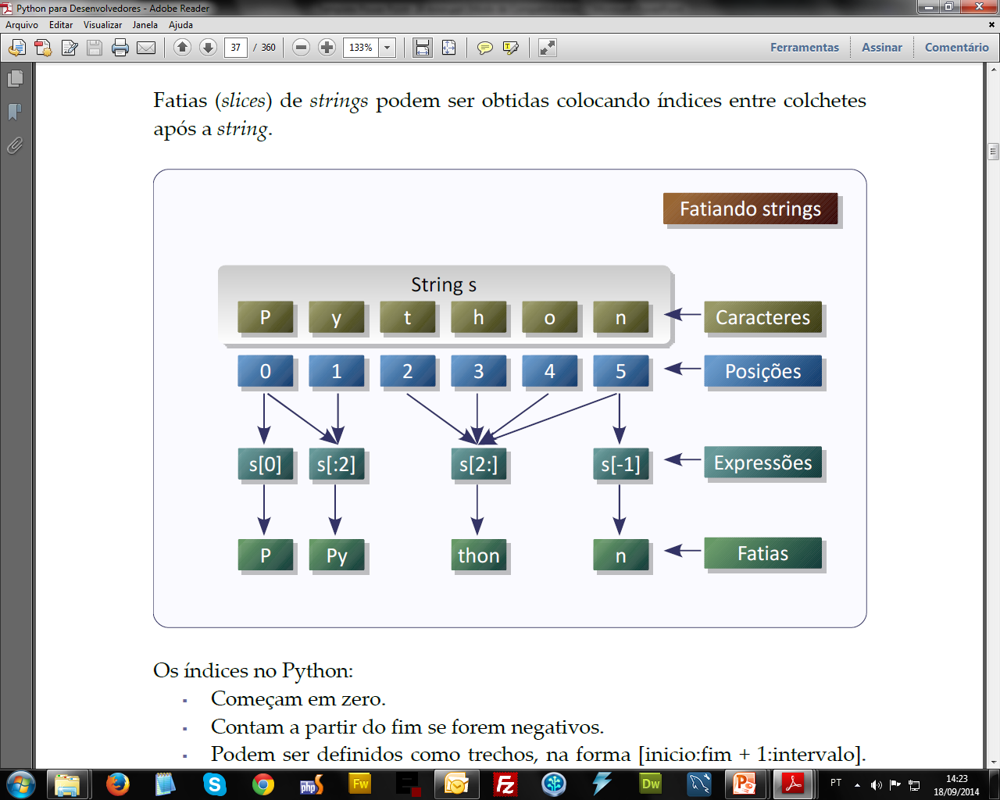 Python para Desenvolvedores - Adobe Reader
Arquivo Editar Visualizar Janela Ajuda
37 / 360 133% Ferramentas Assinar Comentário
Fatias (slices) de strings podem ser obtidas colocando índices entre colchetes
após a string.
Fatiando strings
String s
P y t h o n Caracteres
0 1 2 3 4 5 Posições
s[0] s[:2] s[2:] s[-1] Expressões
P Py thon n Fatias
Os índices no Python:
▪ Começam em zero.
▪ Contam a partir do fim se forem negativos.
▪ Podem ser definidos como trechos, na forma [inicio:fim + 1:intervalo].
php Fw Fz Dw PT 14:23
18/09/2014